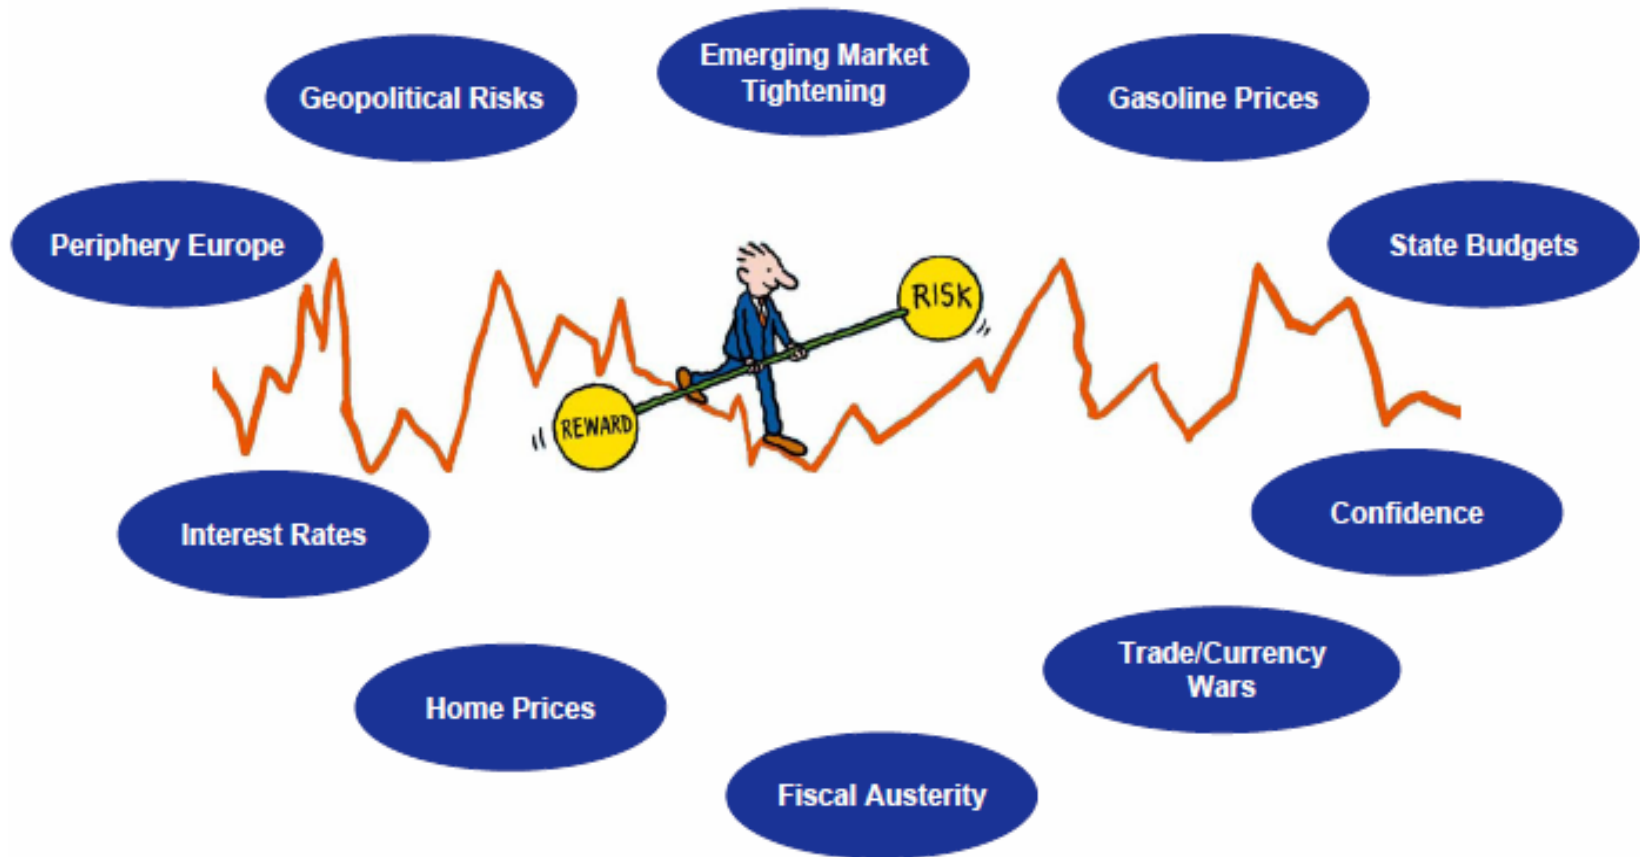 Emerging Market
Tightening
Geopolitical Risks
Gasoline Prices
Periphery Europe
State Budgets
RISK
REWARD
Interest Rates
Confidence
Trade/Currency
Wars
Home Prices
Fiscal Austerity